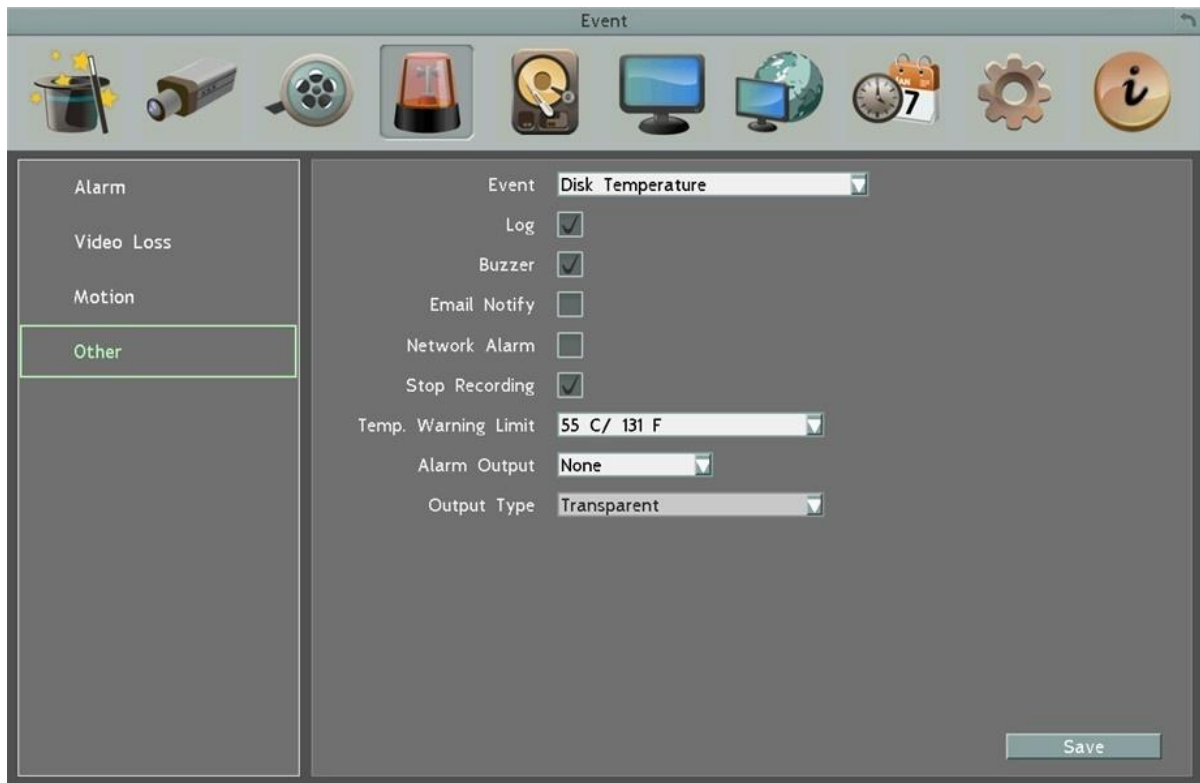 Event
7
i
Alarm
Video Loss
Motion
Other
Event Disk Temperature
Log
Buzzer
Email Notify
Network Alarm
Stop Recording
Temp. Warning Limit 55 C/ 131 F
Alarm Output None
Output Type Transparent
Save